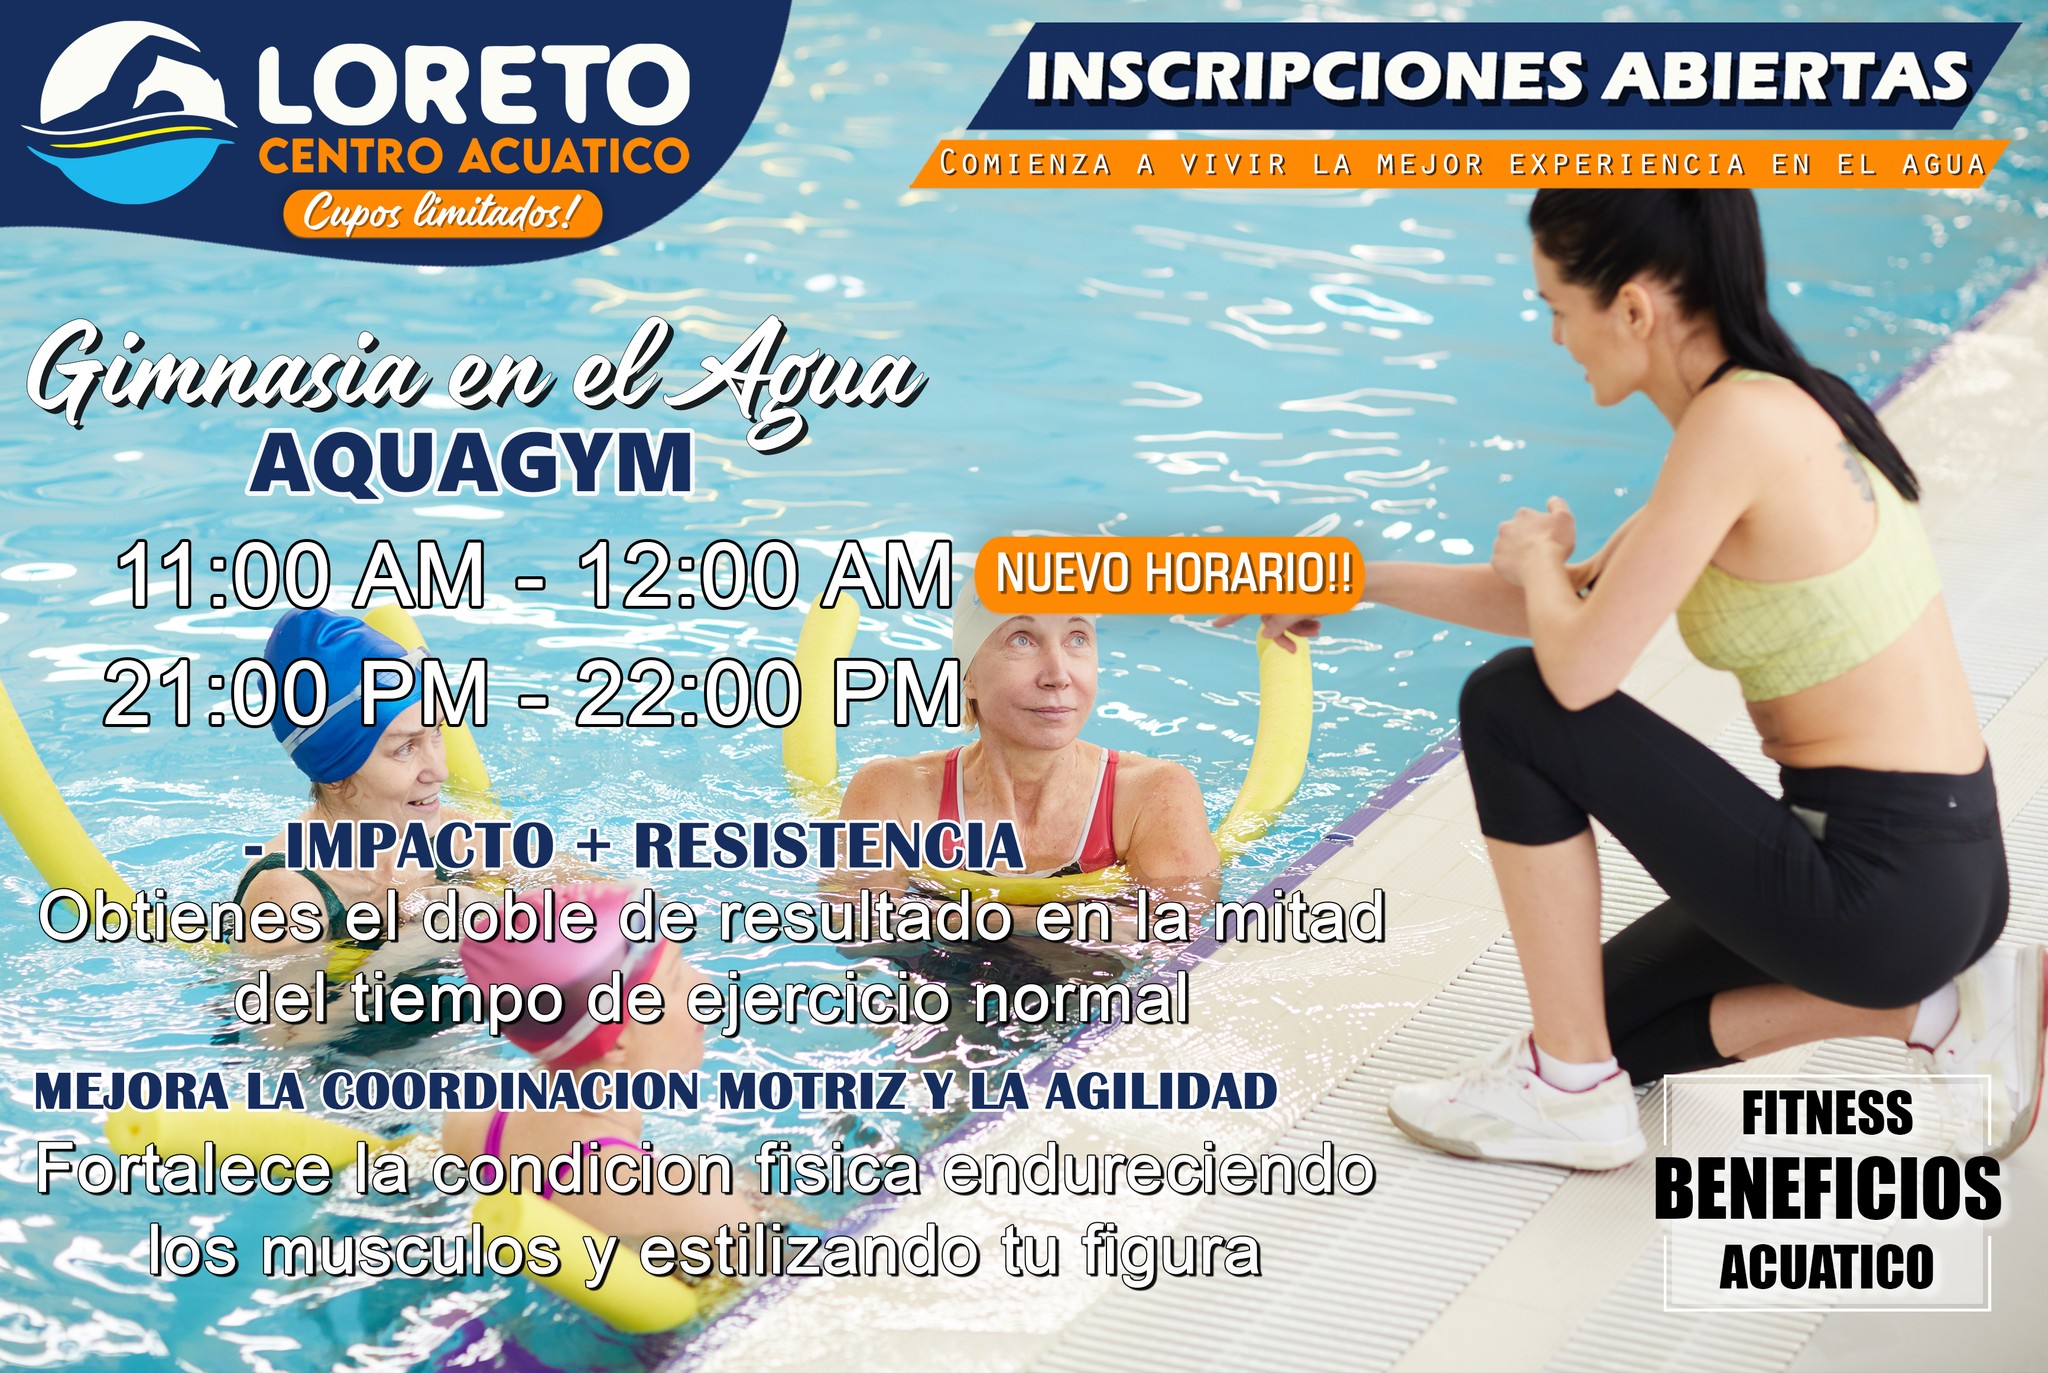 LORETO
CENTRO ACUATICO
Cupos limitados!
INSCRIPCIONES ABIERTAS
COMIENZA A VIVIR LA MEJOR EXPERIENCIA EN EL AGUA
Gimnasia en el Agua
AQUAGYM
11:00 AM - 12:00 AM
NUEVO HORARIO!!
21:00 PM - 22:00 PM
- IMPACTO + RESISTENCIA
Obtienes el doble de resultado en la mitad
del tiempo de ejercicio normal
MEJORA LA COORDINACION MOTRIZ Y LA AGILIDAD
Fortalece la condicion fisica endureciendo
los musculos y estilizando tu figura
FITNESS
BENEFICIOS
ACUATICO